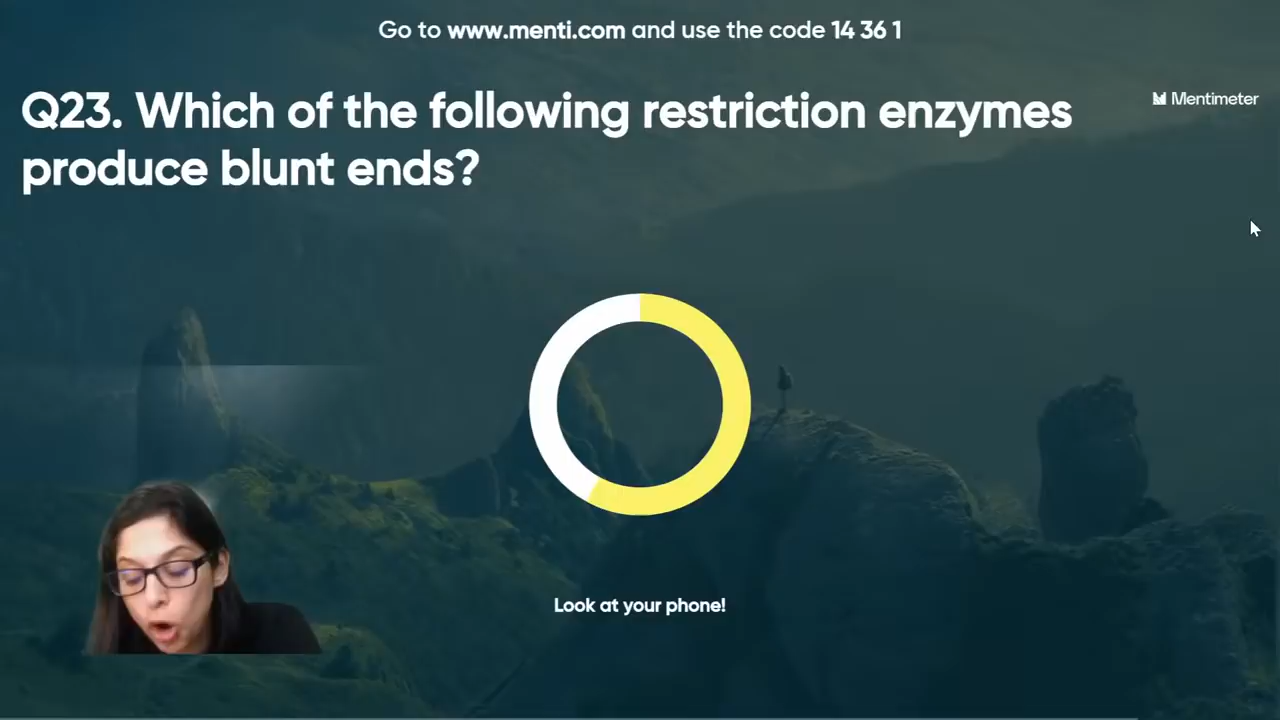 Go to www.menti.com and use the code 14 36 1
Q23. Which of the following restriction enzymes
produce blunt ends?
Mentimeter
Look at your phone!